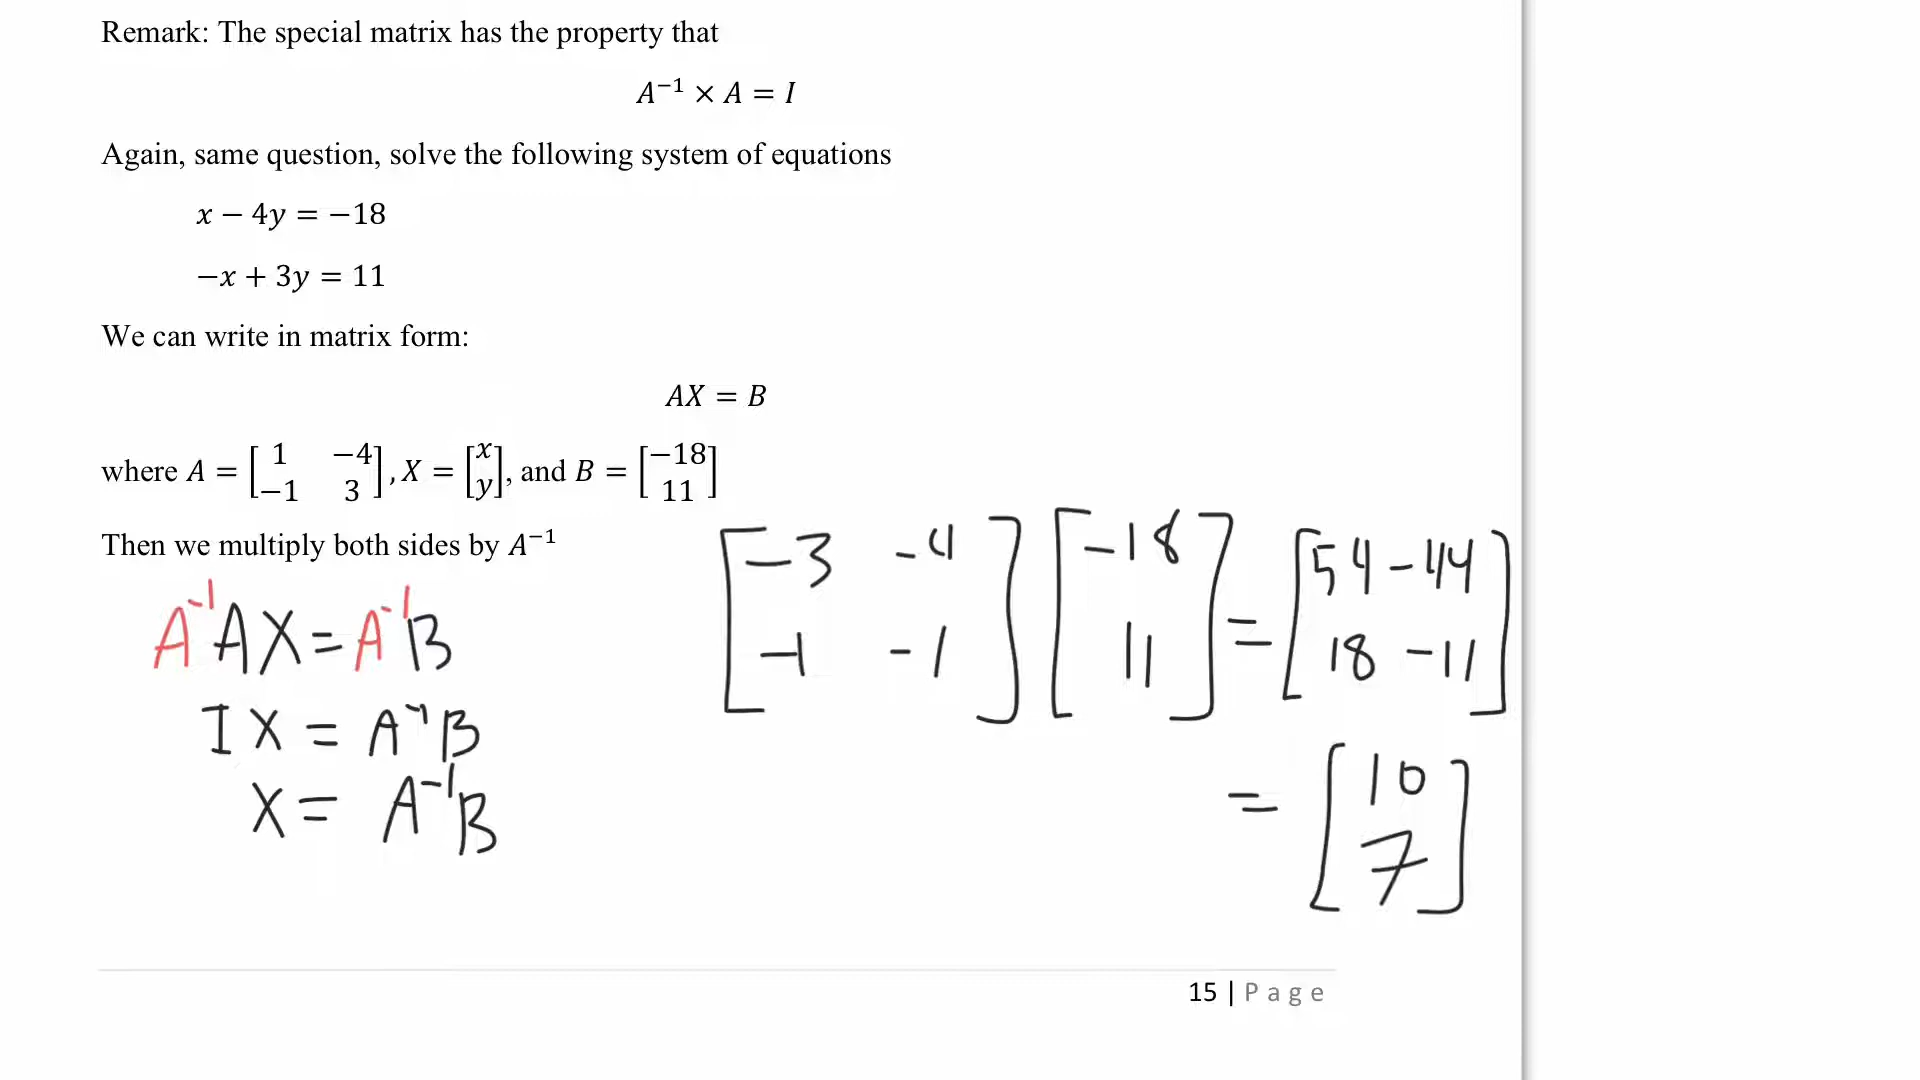 Remark: The special matrix has the property that
A⁻¹ × A = I
Again, same question, solve the following system of equations
x − 4y = −18
−x + 3y = 11
We can write in matrix form:
AX = B
where A = [1 −4; −1 3], X = [x; y], and B = [−18; 11]
Then we multiply both sides by A⁻¹
A⁻¹AX = A⁻¹B
IX = A⁻¹B
X = A⁻¹B
[−3 −4; −1 −1] [−18; 11] = [54 − 44; 18 − 11]
= [10; 7]
15 | Page